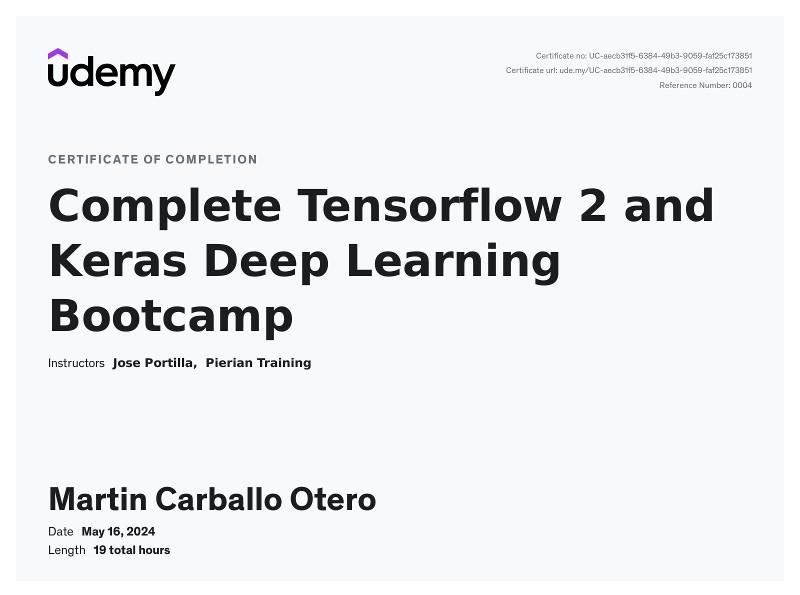 udemy
Certificate no: UC-aecb31f5-6384-49b3-9059-faf25c173851
Certificate url: ude.my/UC-aecb31f5-6384-49b3-9059-faf25c173851
Reference Number: 0004
CERTIFICATE OF COMPLETION
Complete Tensorflow 2 and
Keras Deep Learning
Bootcamp
Instructors Jose Portilla, Pierian Training
Martin Carballo Otero
Date May 16, 2024
Length 19 total hours